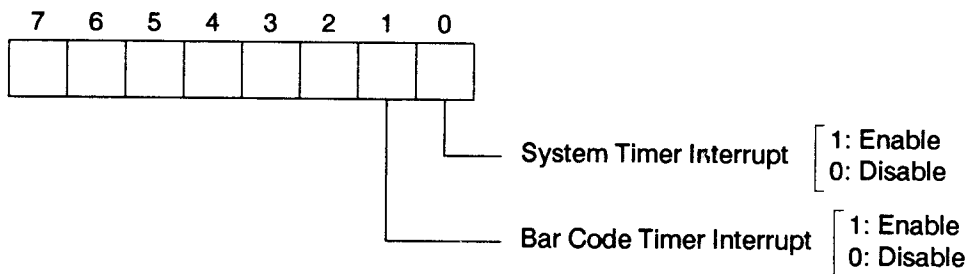 7 6 5 4 3 2 1 0
System Timer Interrupt
1: Enable
0: Disable
Bar Code Timer Interrupt
1: Enable
0: Disable